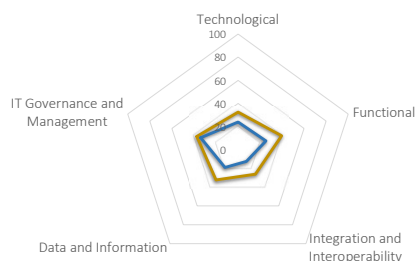 Technological
100
80
60
40
20
0
IT Governance and
Management
Functional
Data and Information
Integration and
Interoperability